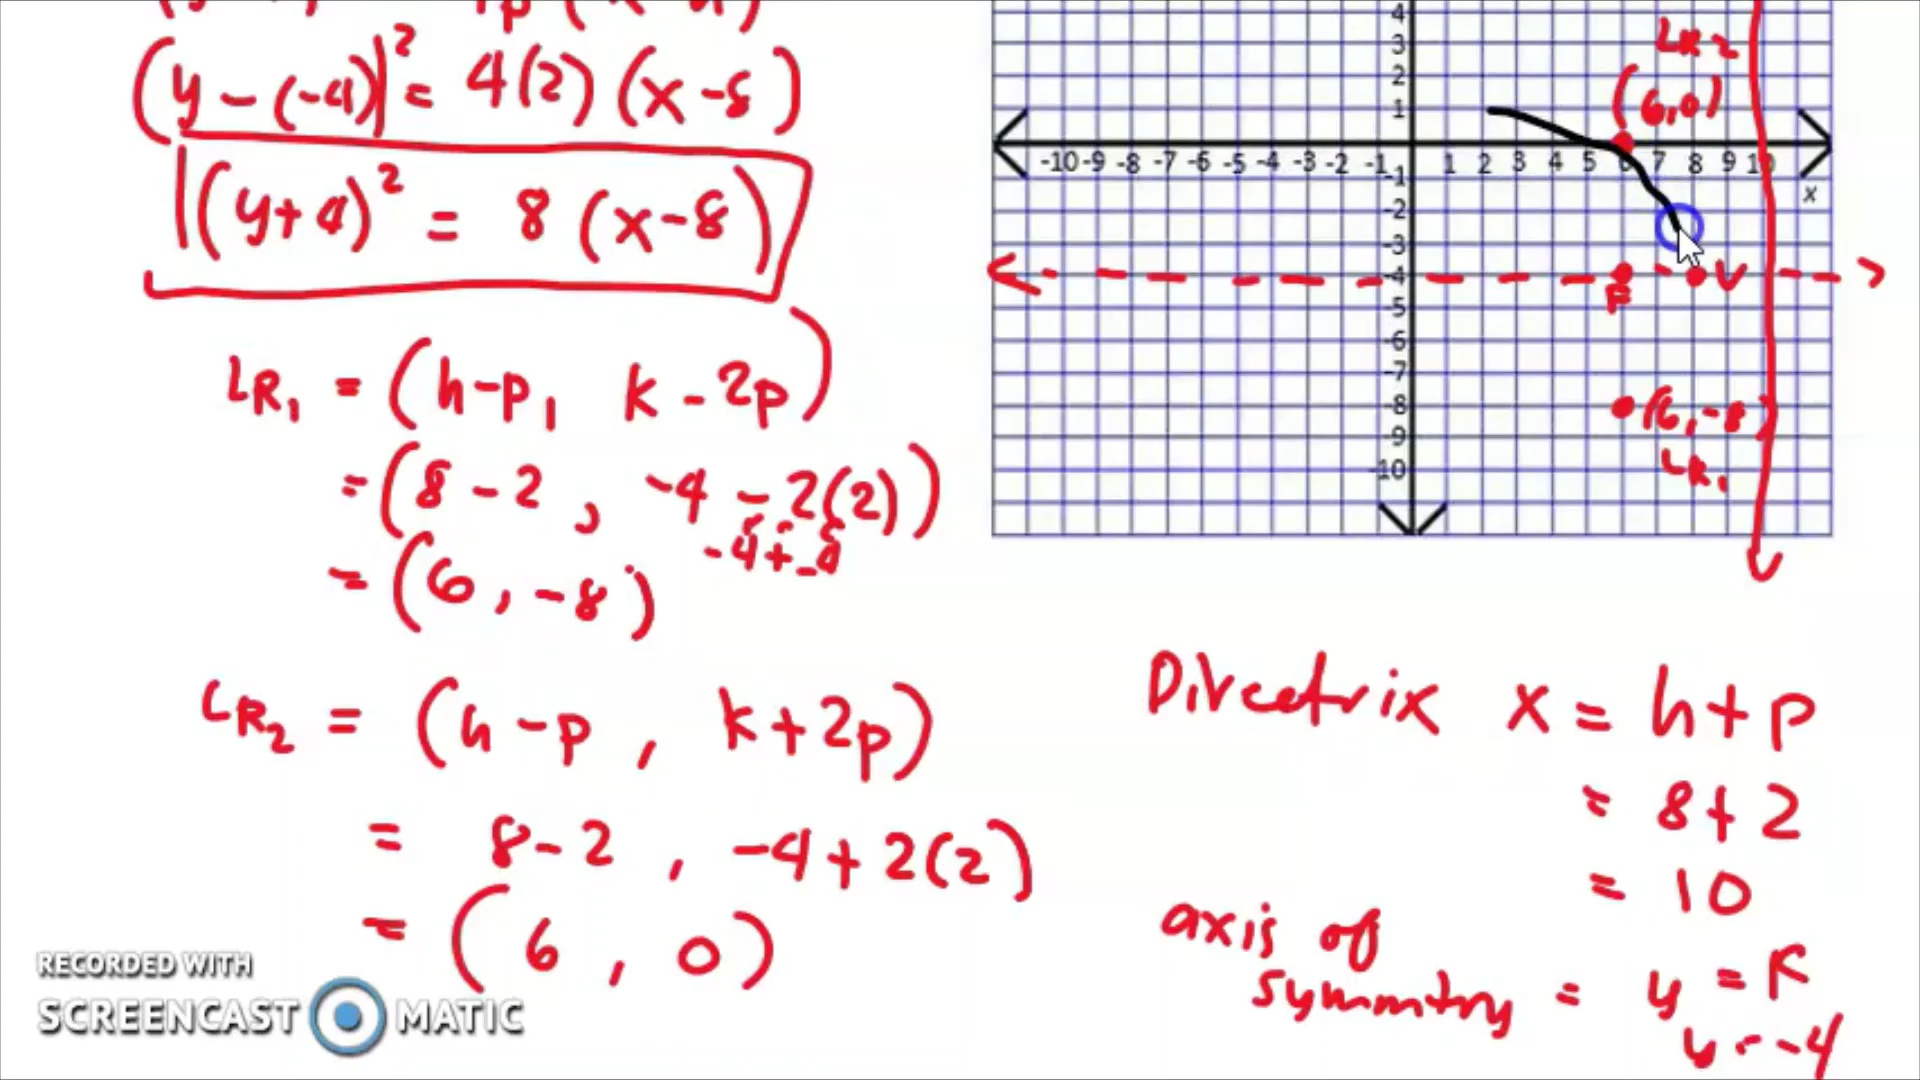 (y-(-4))² = 4(2)(x-8)
(y+4)² = 8(x-8)
LR₁ = (h-p, k-2p)
= (8-2, -4-2(2))
-4+-4
= (6, -8)
LR₂ = (h-p, k+2p)
= 8-2, -4+2(2)
= (6, 0)
4
3
2
1
-10 -9 -8 -7 -6 -5 -4 -3 -2 -1 1 2 3 4 5 6 7 8 9 10
x
-1
-2
-3
-4
-5
-6
-7
-8
-9
-10
LR₂
(6,0)
F
V
(6,-8)
LR₁
Directrix x = h+p
= 8+2
= 10
axis of
symmtry = y = K
y = -4
RECORDED WITH
SCREENCAST MATIC